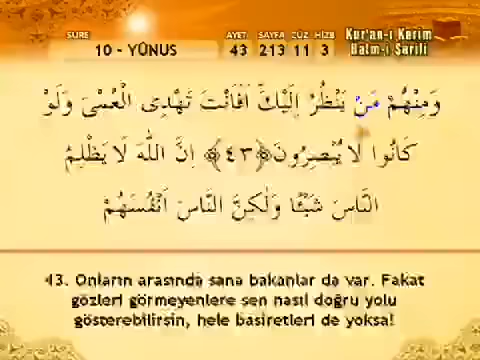 SURE AYET SAYFA CÜZ HİZB
10 - YÛNUS 43 213 11 3
Kur'an-ı Kerim
Hatm-i Şerifi
وَمِنْهُمْ مَنْ يَنْظُرُ اِلَيْكَۜ اَفَاَنْتَ تَهْدِي الْعُمْيَ وَلَوْ
كَانُوا لَا يُبْصِرُونَ ﴿٤٣﴾ اِنَّ اللّٰهَ لَا يَظْلِمُ
النَّاسَ شَيْـًٔا وَلٰكِنَّ النَّاسَ اَنْفُسَهُمْ
43. Onların arasında sana bakanlar da var. Fakat
gözleri görmeyenlere sen nasıl doğru yolu
gösterebilirsin, hele basiretleri de yoksa!